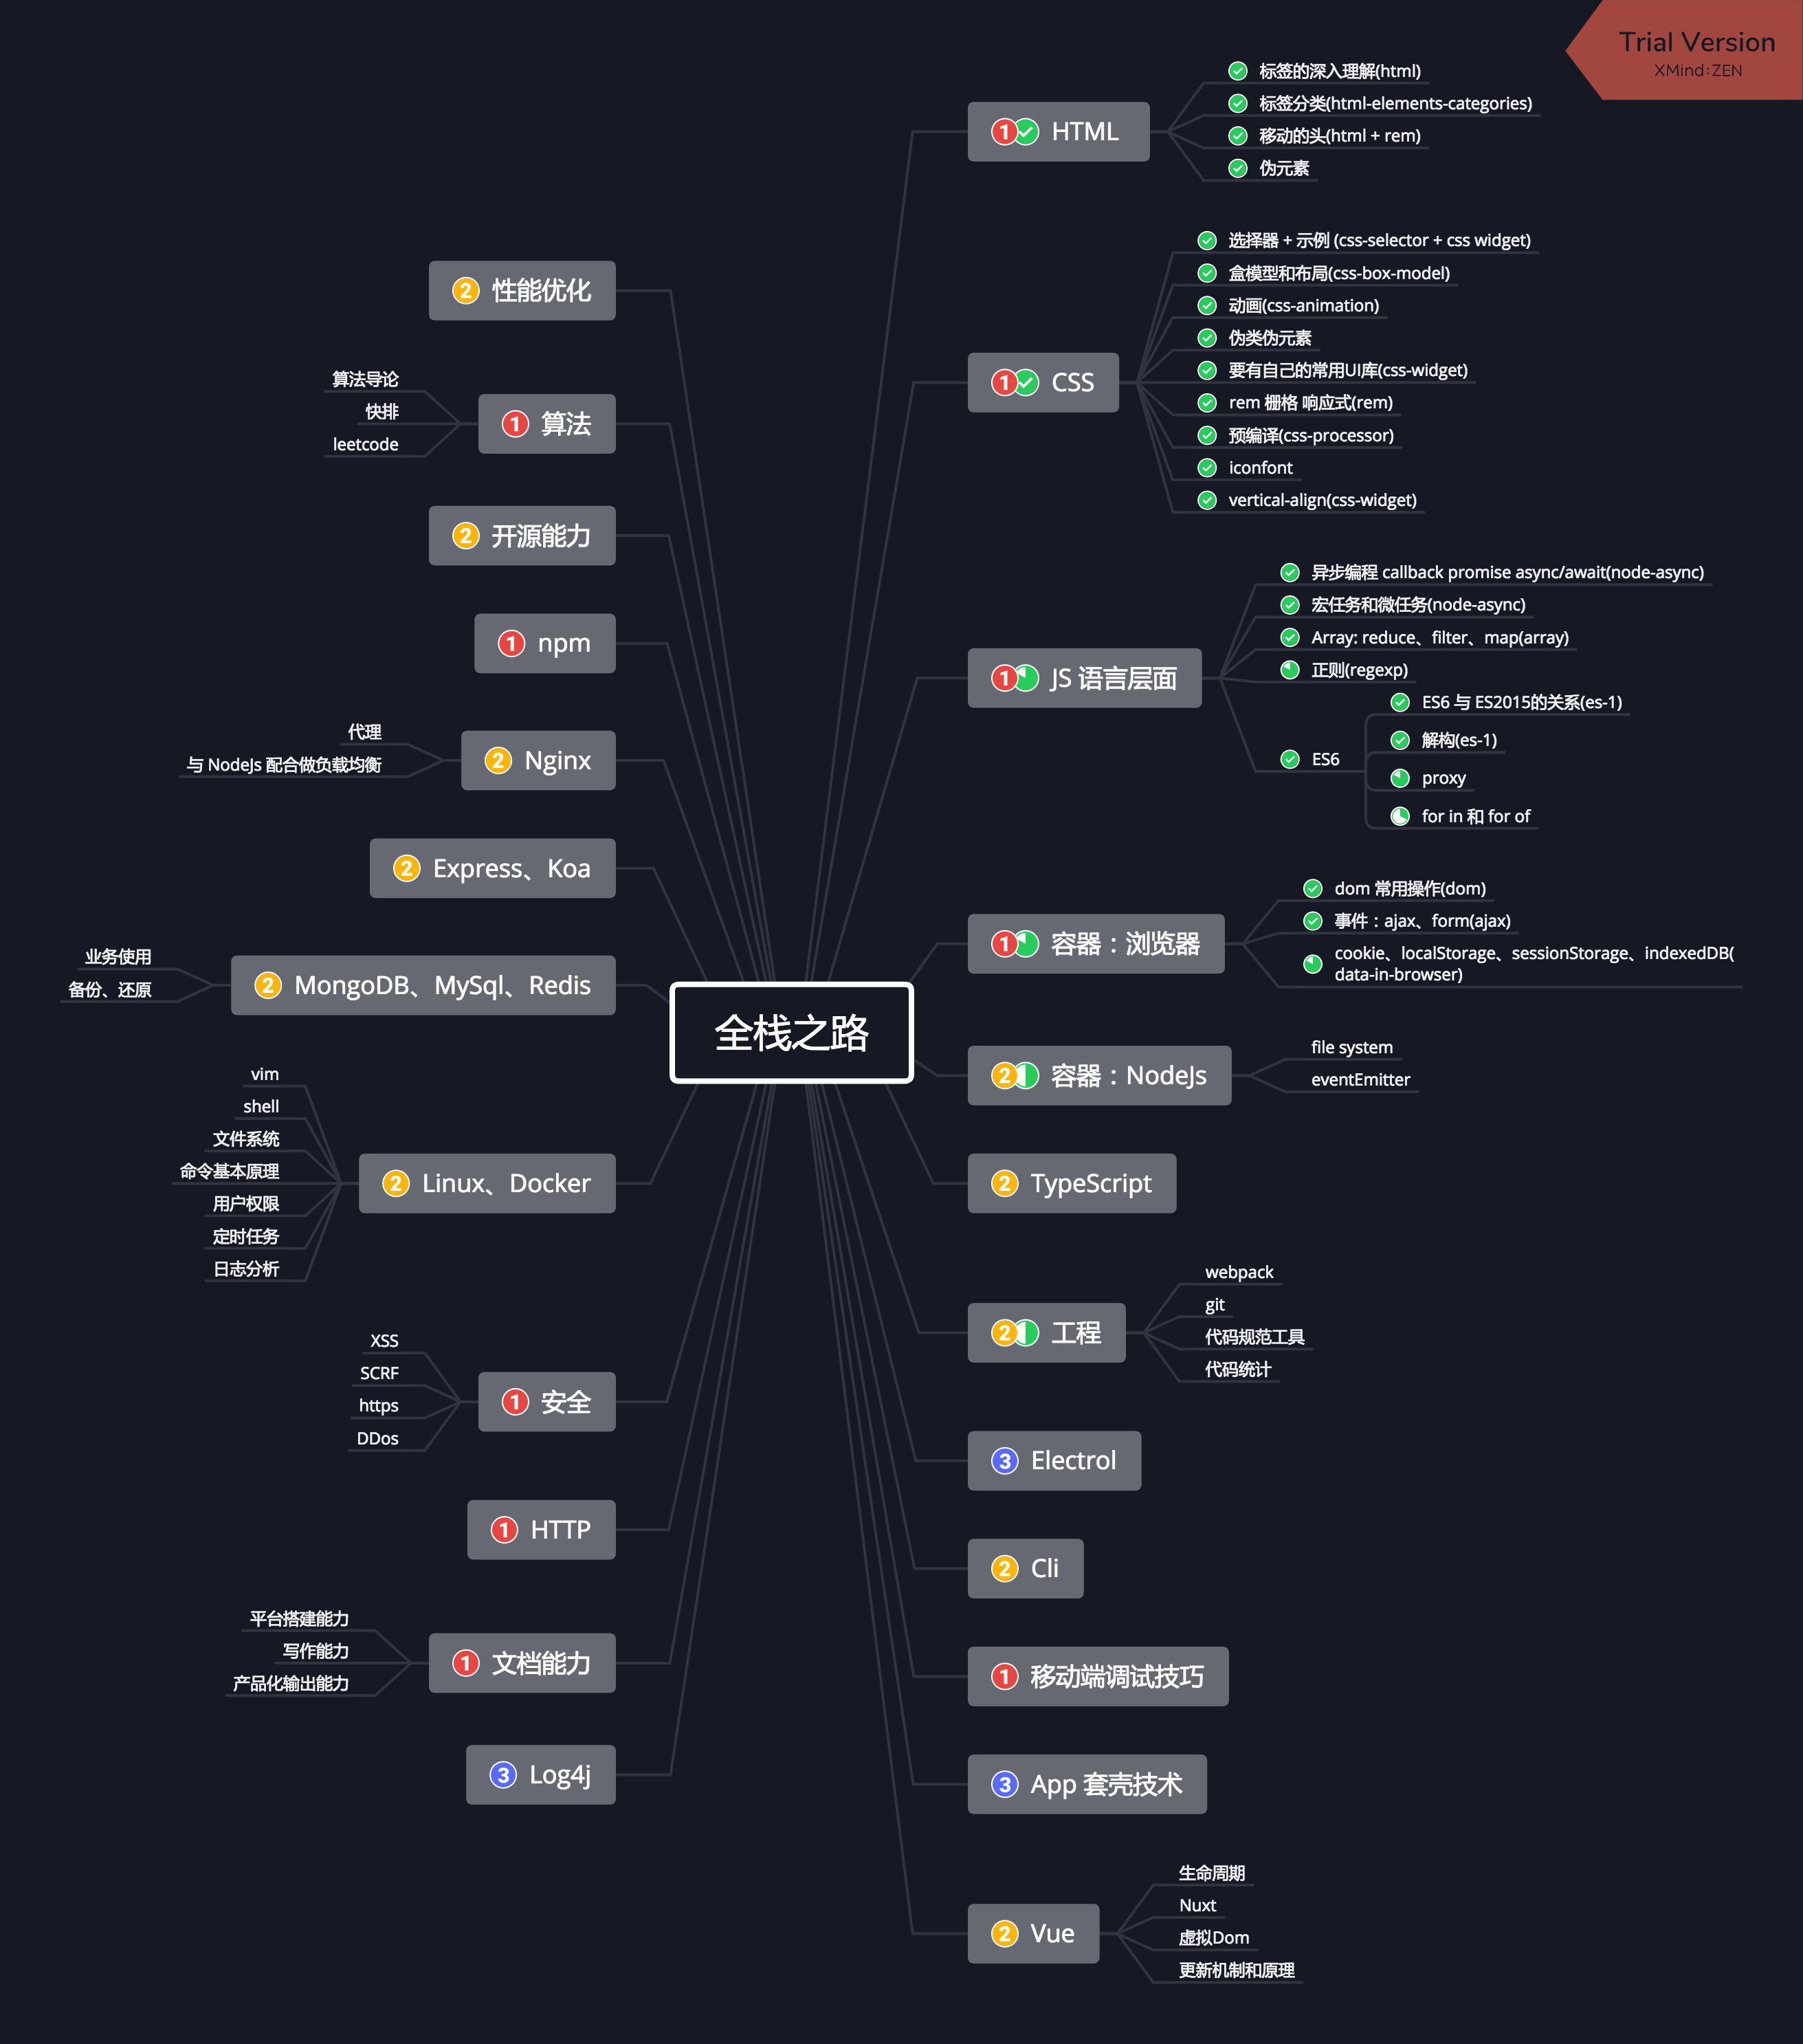 Trial Version
XMind:ZEN
全栈之路
1 HTML
标签的深入理解(html)
标签分类(html-elements-categories)
移动的头(html + rem)
伪元素
1 CSS
选择器 + 示例 (css-selector + css widget)
盒模型和布局(css-box-model)
动画(css-animation)
伪类伪元素
要有自己的常用UI库(css-widget)
rem 栅格 响应式(rem)
预编译(css-processor)
iconfont
vertical-align(css-widget)
1 JS 语言层面
异步编程 callback promise async/await(node-async)
宏任务和微任务(node-async)
Array: reduce、filter、map(array)
正则(regexp)
ES6
ES6 与 ES2015的关系(es-1)
解构(es-1)
proxy
for in 和 for of
1 容器：浏览器
dom 常用操作(dom)
事件：ajax、form(ajax)
cookie、localStorage、sessionStorage、indexedDB(
data-in-browser)
2 容器：NodeJs
file system
eventEmitter
2 TypeScript
2 工程
webpack
git
代码规范工具
代码统计
3 Electrol
2 Cli
1 移动端调试技巧
3 App 套壳技术
2 Vue
生命周期
Nuxt
虚拟Dom
更新机制和原理
2 性能优化
1 算法
算法导论
快排
leetcode
2 开源能力
1 npm
2 Nginx
代理
与 NodeJs 配合做负载均衡
2 Express、Koa
2 MongoDB、MySql、Redis
业务使用
备份、还原
2 Linux、Docker
vim
shell
文件系统
命令基本原理
用户权限
定时任务
日志分析
1 安全
XSS
SCRF
https
DDos
1 HTTP
1 文档能力
平台搭建能力
写作能力
产品化输出能力
3 Log4j